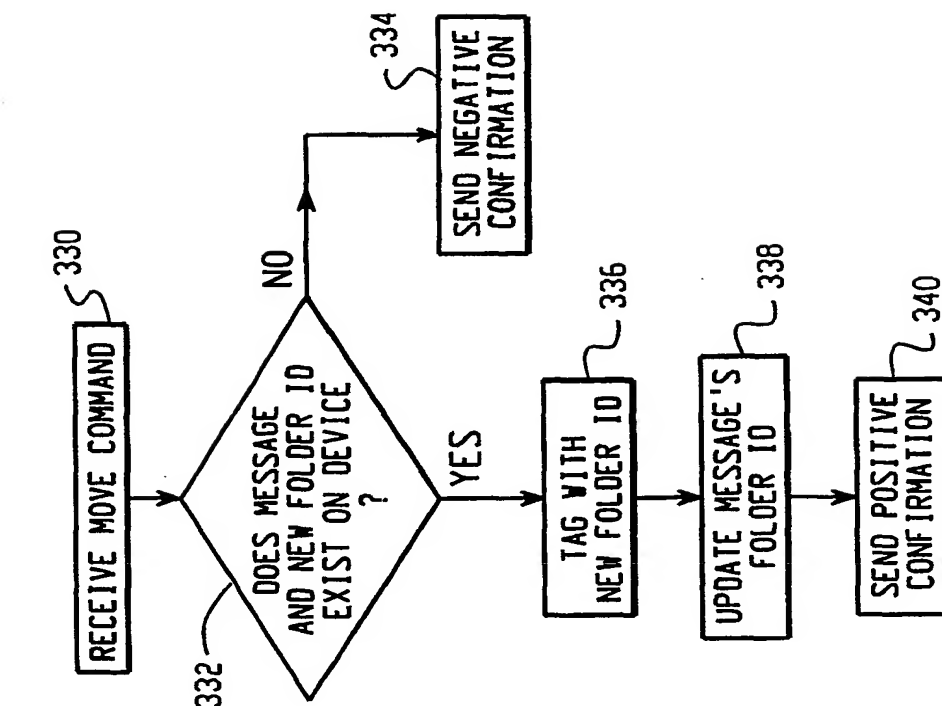 330
RECEIVE MOVE COMMAND
332
DOES MESSAGE
AND NEW FOLDER ID
EXIST ON DEVICE
?
NO
334
SEND NEGATIVE
CONFIRMATION
YES
336
TAG WITH
NEW FOLDER ID
338
UPDATE MESSAGE'S
FOLDER ID
340
SEND POSITIVE
CONFIRMATION